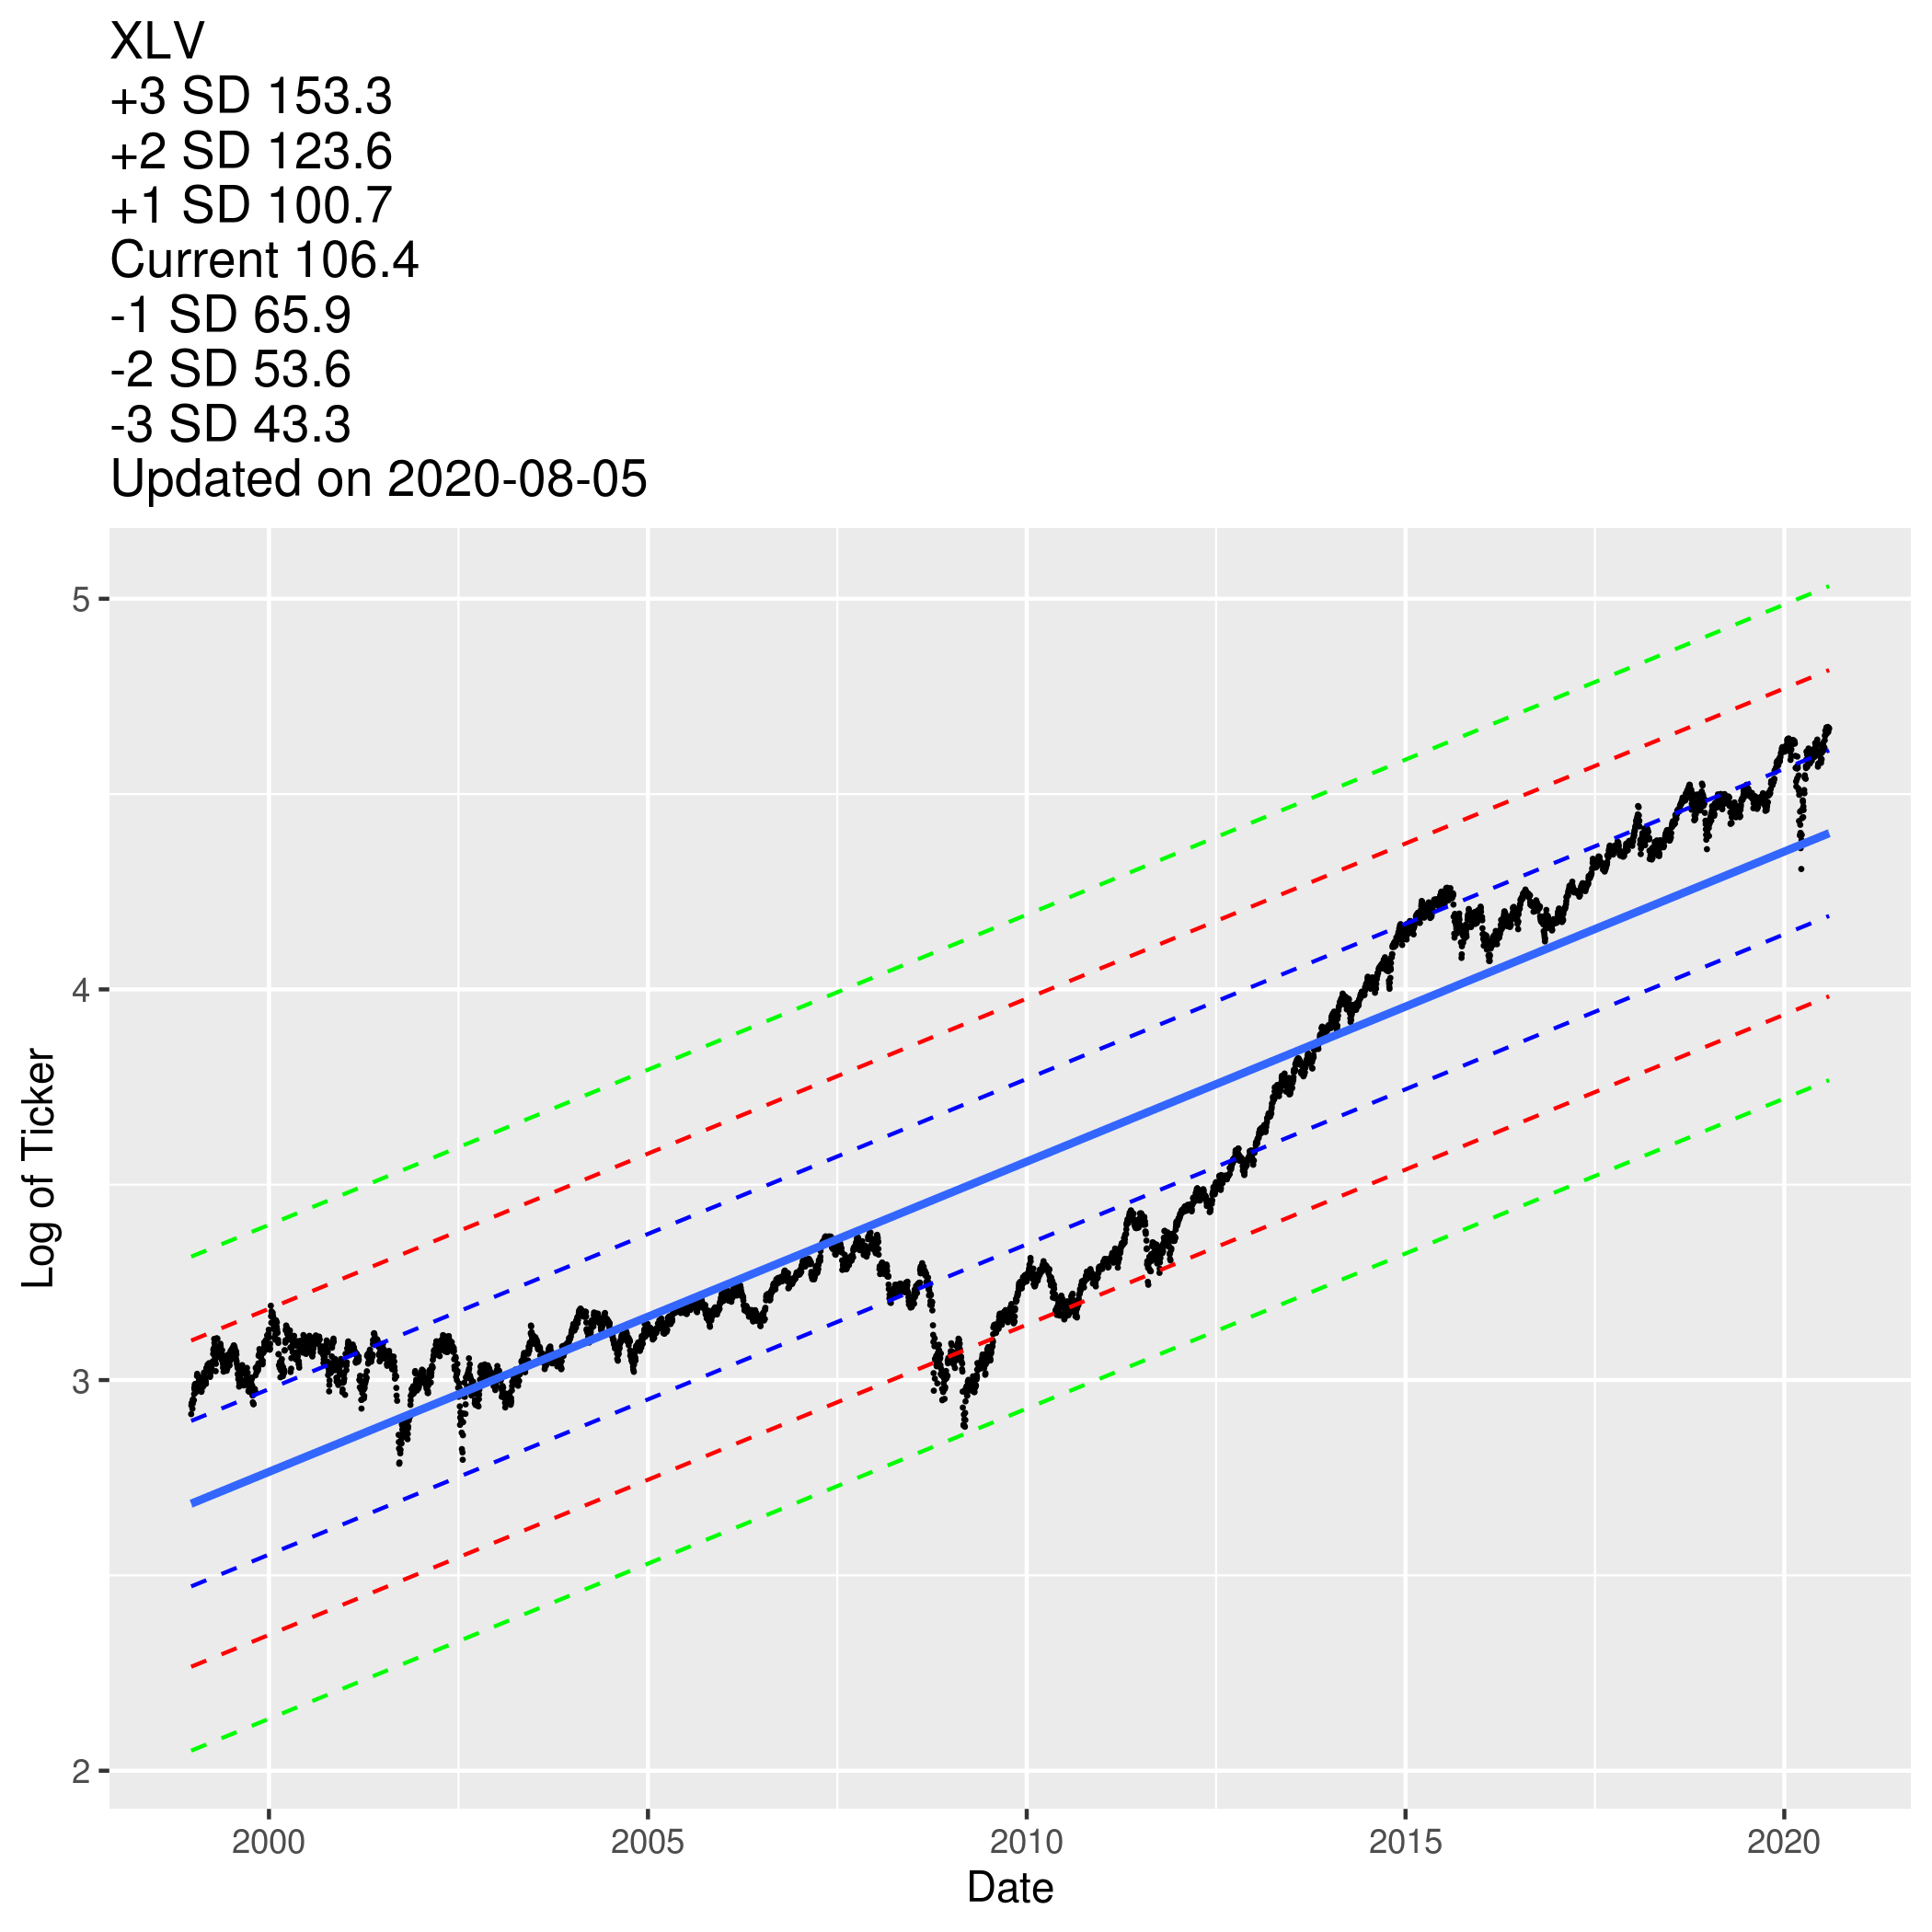 XLV
+3 SD 153.3
+2 SD 123.6
+1 SD 100.7
Current 106.4
-1 SD 65.9
-2 SD 53.6
-3 SD 43.3
Updated on 2020-08-05
5
4
3
2
Log of Ticker
2000 2005 2010 2015 2020
Date